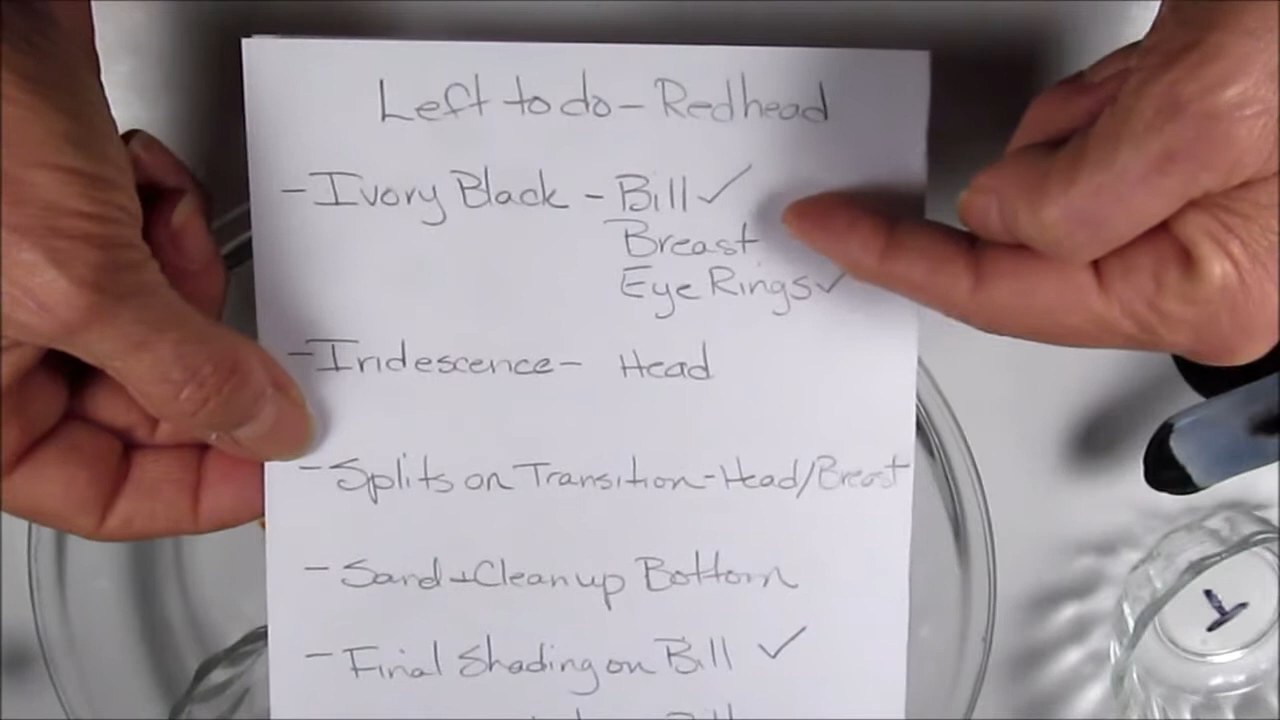 Left to do - Redhead
- Ivory Black - Bill ✓
Breast
Eye Rings ✓
- Iridescence - Head
- Splits on Transition - Head/Breast
- Sand + Clean up Bottom
- Final Shading on Bill ✓